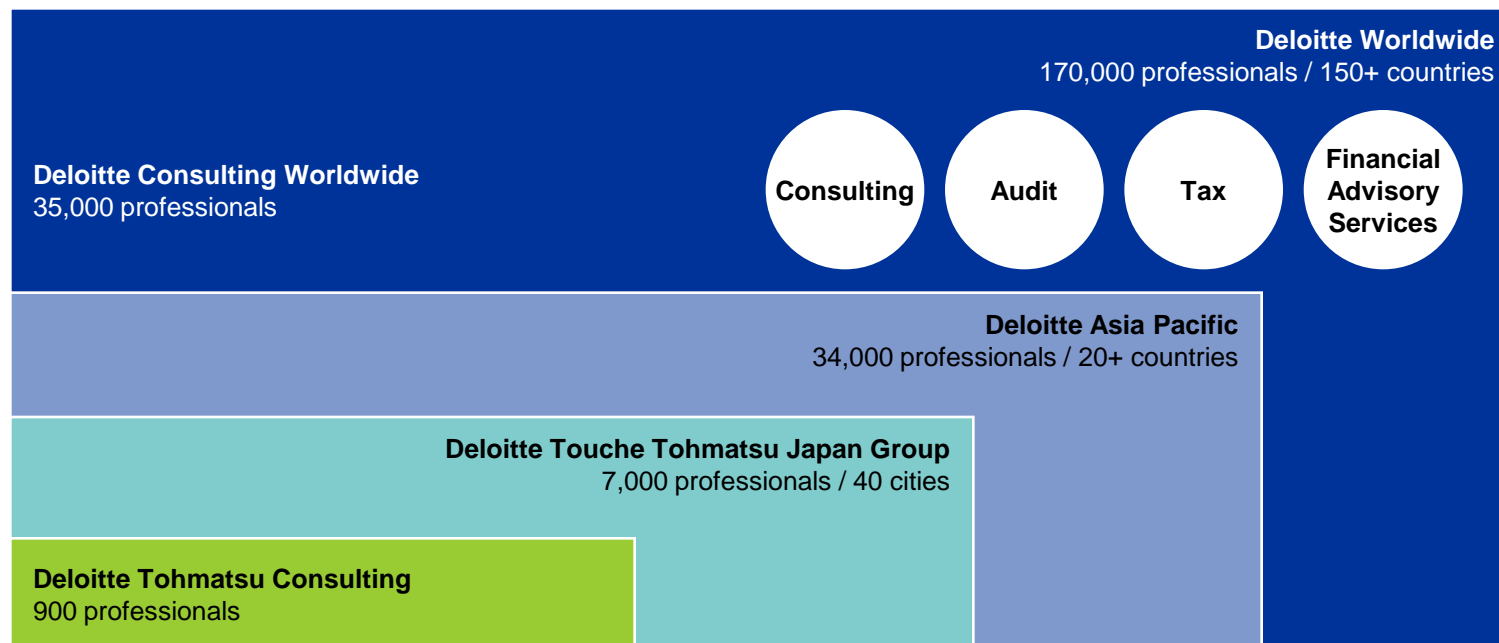 Deloitte Worldwide
170,000 professionals / 150+ countries
Deloitte Consulting Worldwide
35,000 professionals
Consulting
Audit
Tax
Financial
Advisory
Services
Deloitte Asia Pacific
34,000 professionals / 20+ countries
Deloitte Touche Tohmatsu Japan Group
7,000 professionals / 40 cities
Deloitte Tohmatsu Consulting
900 professionals